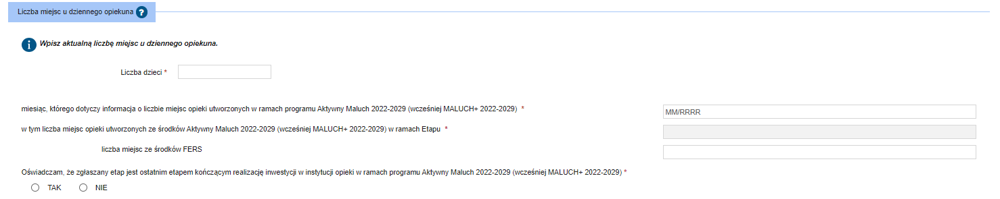 Liczba miejsc u dziennego opiekuna ?
i Wpisz aktualną liczbę miejsc u dziennego opiekuna.
Liczba dzieci *
miesiąc, którego dotyczy informacja o liczbie miejsc opieki utworzonych w ramach programu Aktywny Maluch 2022-2029 (wcześniej MALUCH+ 2022-2029) * MM/RRRR
w tym liczba miejsc opieki utworzonych ze środków Aktywny Maluch 2022-2029 (wcześniej MALUCH+ 2022-2029) w ramach Etapu *
liczba miejsc ze środków FERS
Oświadczam, że zgłaszany etap jest ostatnim etapem kończącym realizację inwestycji w instytucji opieki w ramach programu Aktywny Maluch 2022-2029 (wcześniej MALUCH+ 2022-2029) *
TAK NIE